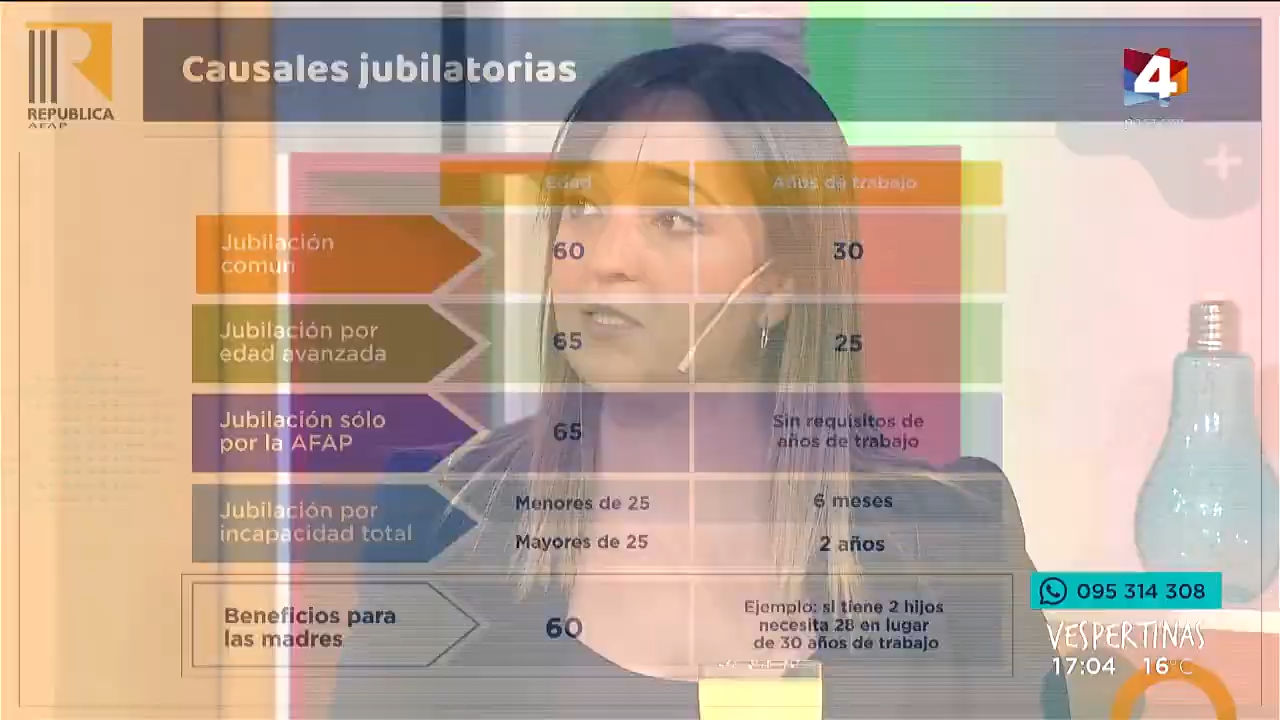 REPUBLICA
AFAP
Causales jubilatorias
4
Edad
Años de trabajo
Jubilación
común
60
30
Jubilación por
edad avanzada
65
25
Jubilación sólo
por la AFAP
65
Sin requisitos de
años de trabajo
Jubilación por
incapacidad total
Menores de 25
6 meses
Mayores de 25
2 años
Beneficios para
las madres
60
Ejemplo: si tiene 2 hijos
necesita 28 en lugar
de 30 años de trabajo
095 314 308
VESPERTINAS
17:04 16°C